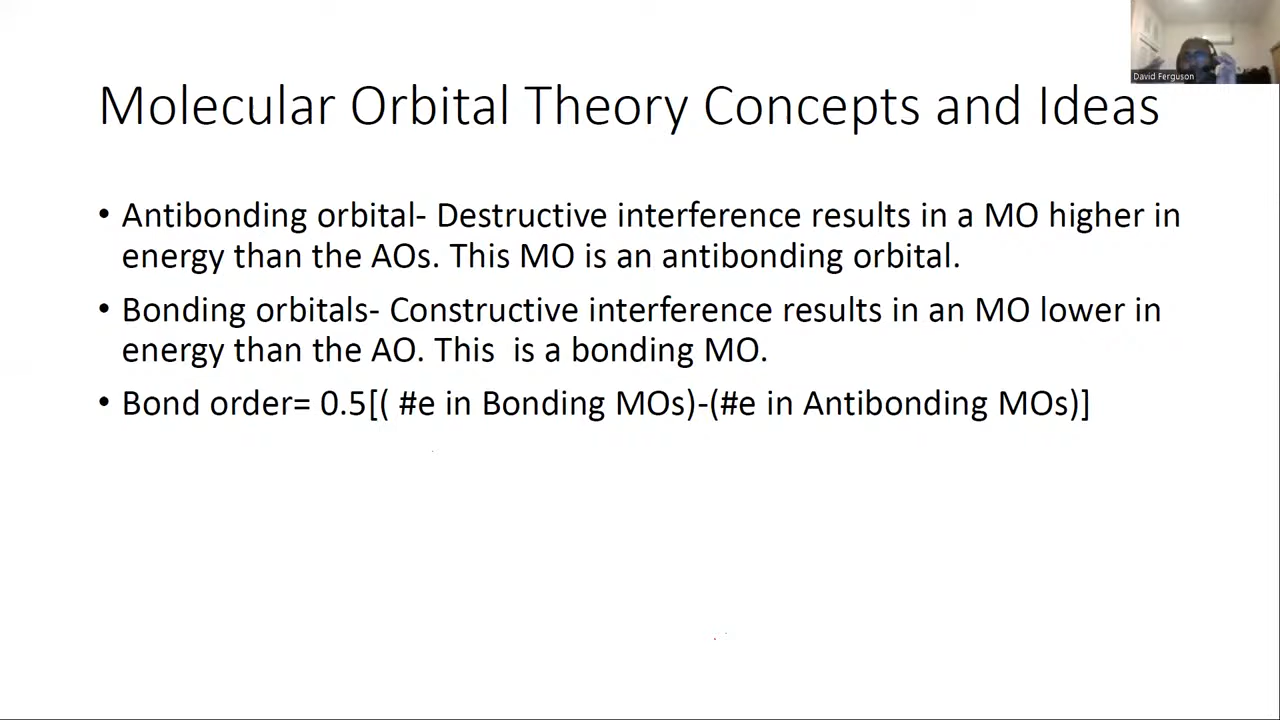 David Ferguson
Molecular Orbital Theory Concepts and Ideas
• Antibonding orbital- Destructive interference results in a MO higher in
energy than the AOs. This MO is an antibonding orbital.
• Bonding orbitals- Constructive interference results in an MO lower in
energy than the AO. This  is a bonding MO.
• Bond order= 0.5[( #e in Bonding MOs)-(#e in Antibonding MOs)]